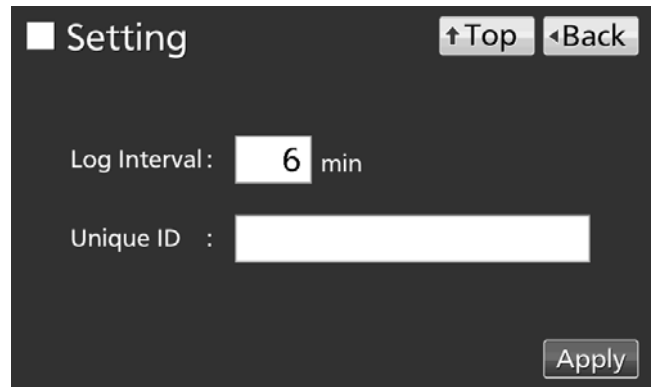 Setting
Top
Back
Log Interval: 6 min
Unique ID :
Apply